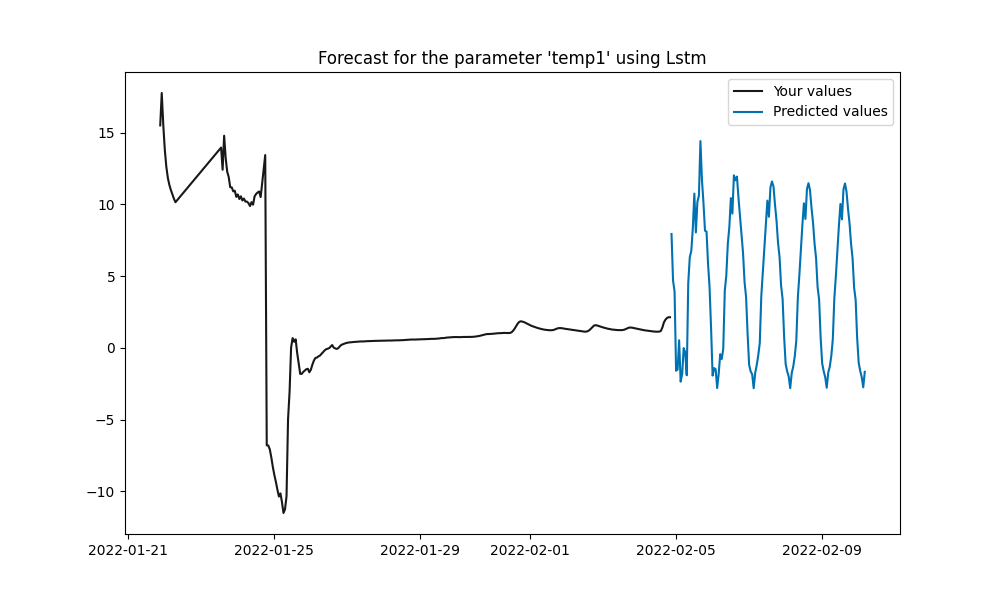 Forecast for the parameter 'temp1' using Lstm
Your values
Predicted values
15
10
5
0
−5
−10
2022-01-21 2022-01-25 2022-01-29 2022-02-01 2022-02-05 2022-02-09